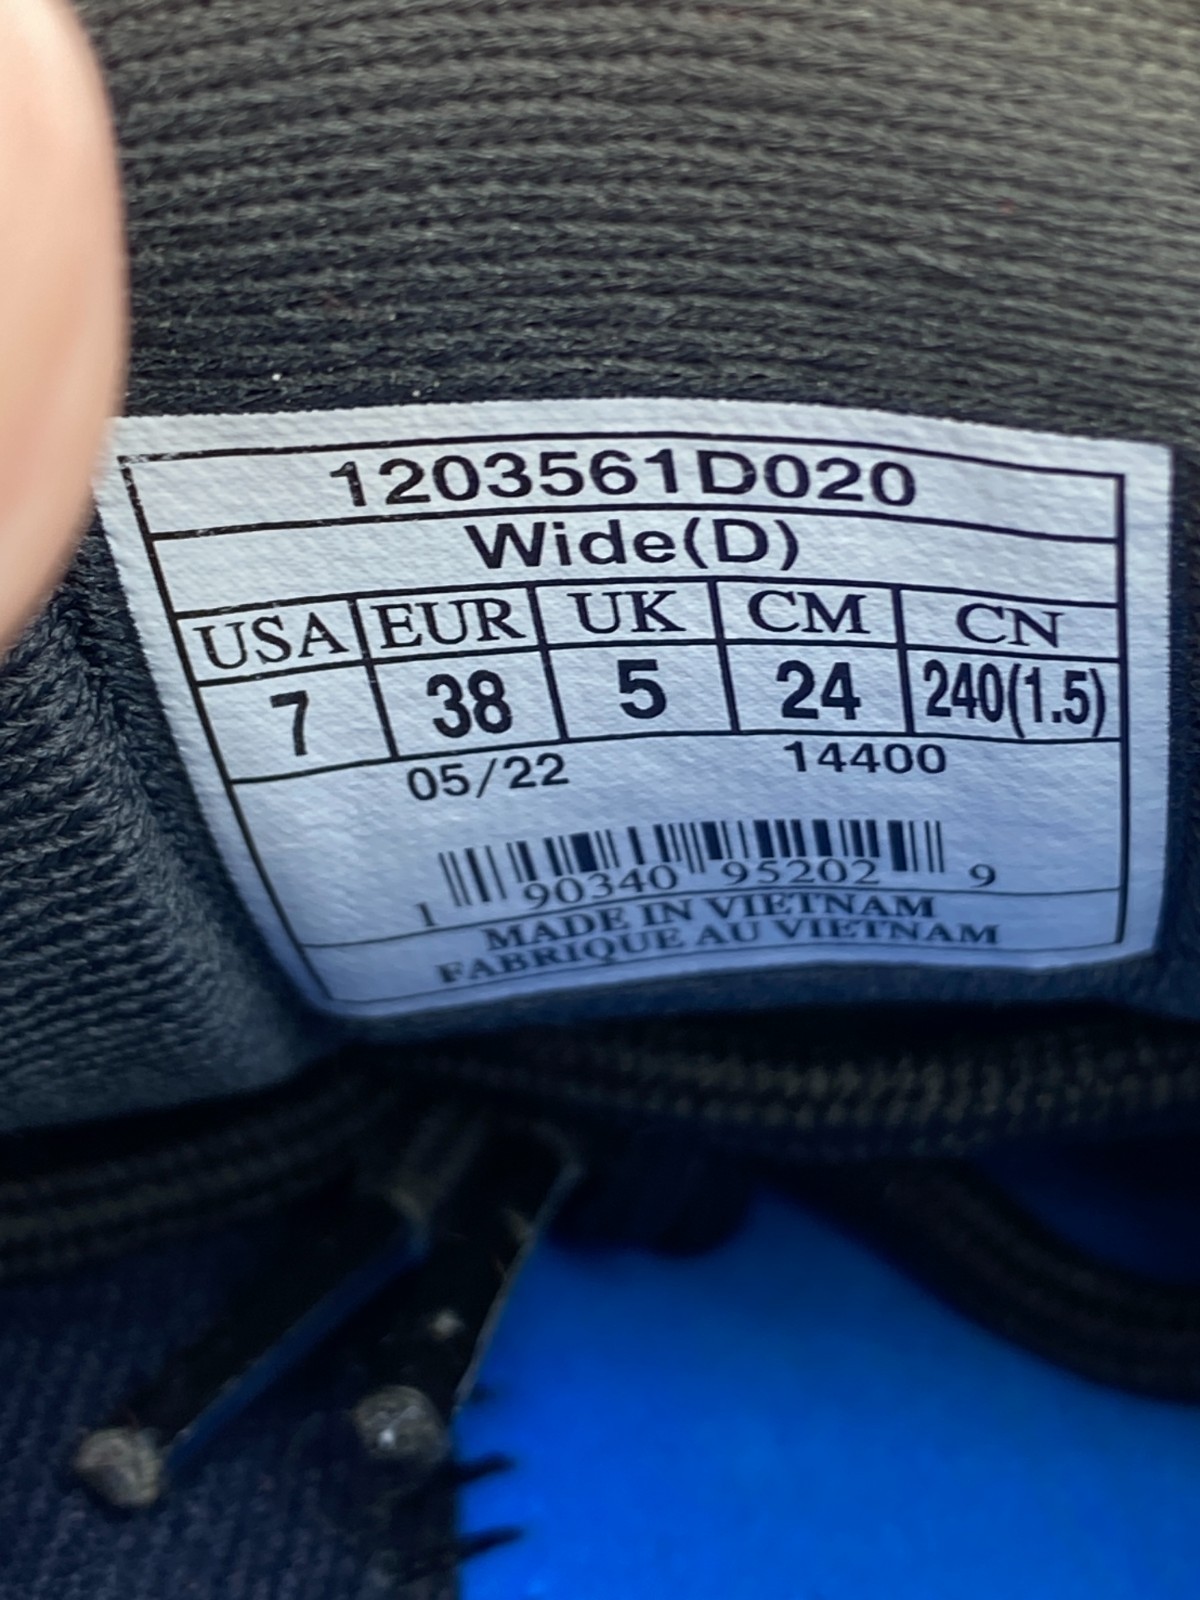 1203561D020
Wide(D)
USA EUR UK CM CN
7 38 5 24 240(1.5)
05/22 14400
1 90340 95202 9
MADE IN VIETNAM
FABRIQUE AU VIETNAM